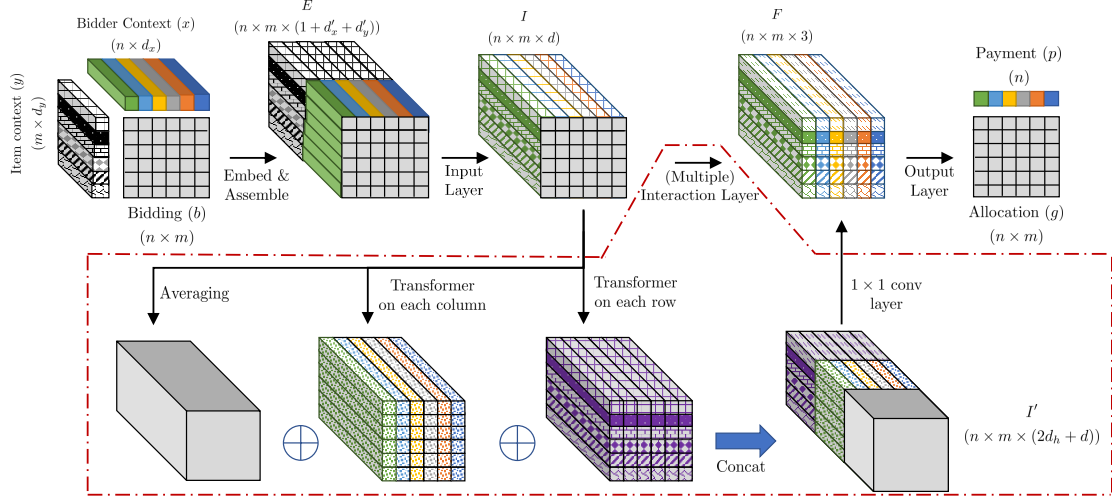 Bidder Context (x)
(n × d_x)
Item context (y)
(m × d_y)
Bidding (b)
(n × m)
Embed &
Assemble
E
(n × m × (1 + d'_x + d'_y))
Input
Layer
I
(n × m × d)
(Multiple)
Interaction Layer
F
(n × m × 3)
Output
Layer
Payment (p)
(n)
Allocation (g)
(n × m)
Averaging
Transformer
on each column
Transformer
on each row
1 × 1 conv
layer
Concat
I'
(n × m × (2d_h + d))